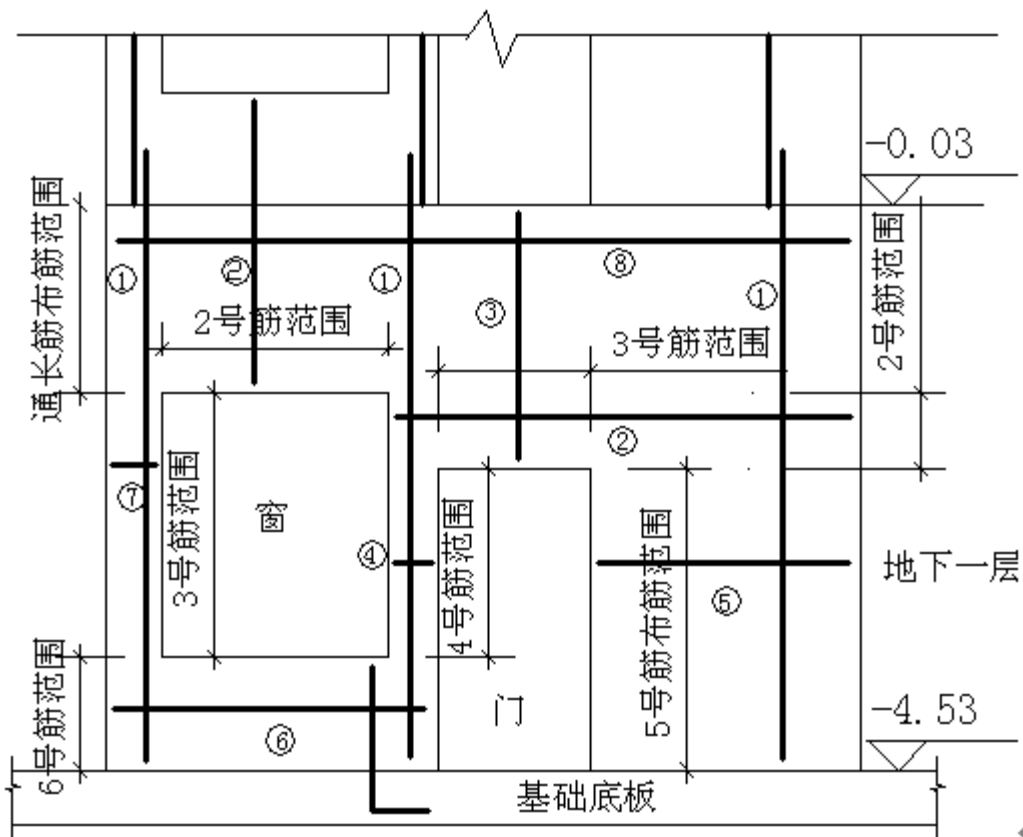 -0.03
通长筋布筋范围
①
②
①
⑧
①
2号筋范围
2号筋范围
③
3号筋范围
②
⑦
3号筋范围
窗
④
4号筋范围
5号筋布筋范围
⑤
地下一层
6号筋范围
⑥
门
-4.53
基础底板